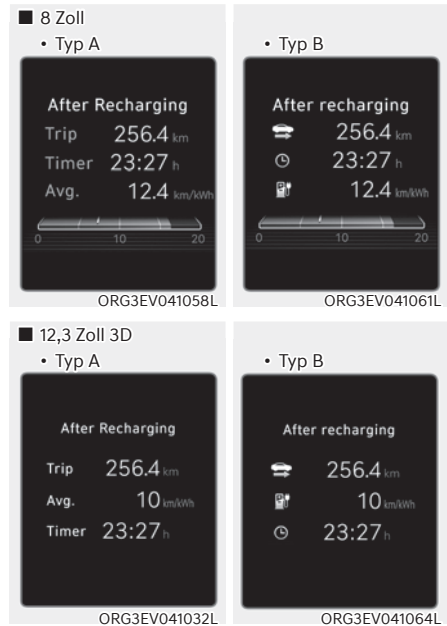 ■ 8 Zoll
• Typ A
After Recharging
Trip 256.4 km
Timer 23:27 h
Avg. 12.4 km/kWh
0 10 20
ORG3EV041058L
• Typ B
After recharging
256.4 km
23:27 h
12.4 km/kWh
0 10 20
ORG3EV041061L
■ 12,3 Zoll 3D
• Typ A
After Recharging
Trip 256.4 km
Avg. 10 km/kWh
Timer 23:27 h
ORG3EV041032L
• Typ B
After recharging
256.4 km
10 km/kWh
23:27 h
ORG3EV041064L